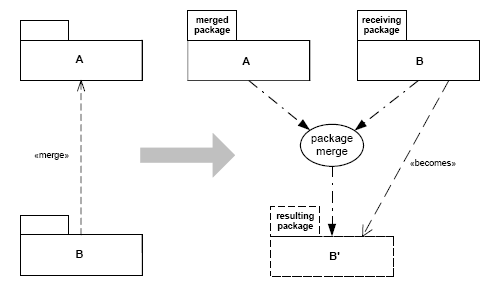 A
«merge»
B
merged
package
A
receiving
package
B
package
merge
«becomes»
resulting
package
B'